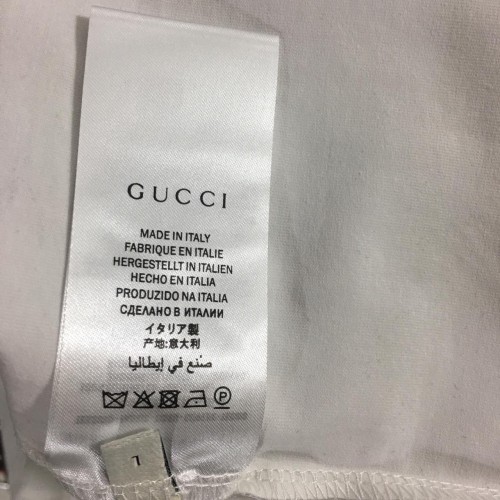 GUCCI
MADE IN ITALY
FABRIQUE EN ITALIE
HERGESTELLT IN ITALIEN
HECHO EN ITALIA
PRODUZIDO NA ITALIA
СДЕЛАНО В ИТАЛИИ
イタリア製
产地:意大利
صنع في إيطاليا
P
L